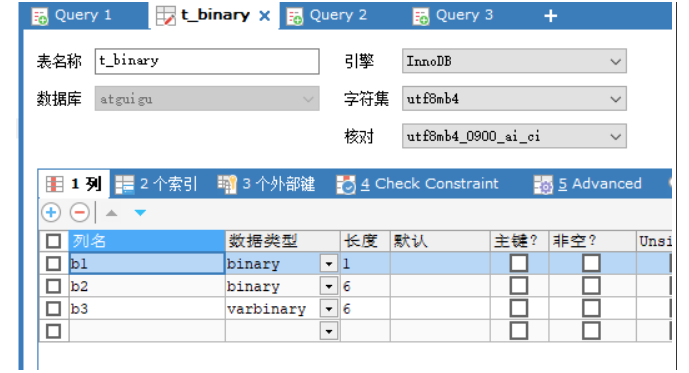 Query 1 t_binary x Query 2 Query 3 +
表名称 t_binary 引擎 InnoDB
数据库 atguigu 字符集 utf8mb4
核对 utf8mb4_0900_ai_ci
1 列 2 个索引 3 个外部键 4 Check Constraint 5 Advanced
列名 数据类型 长度 默认 主键? 非空? Unsi
b1 binary 1
b2 binary 6
b3 varbinary 6